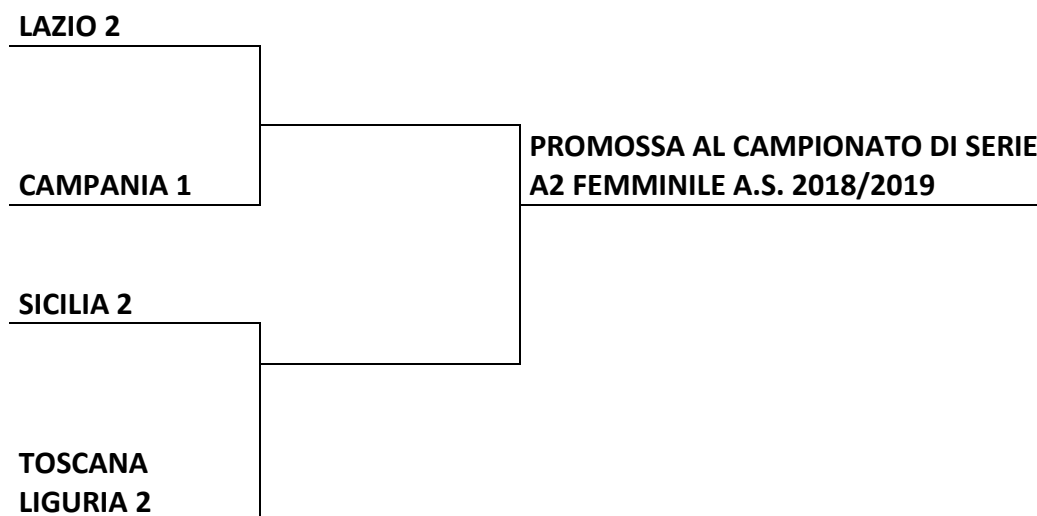 LAZIO 2
PROMOSSA AL CAMPIONATO DI SERIE
CAMPANIA 1
A2 FEMMINILE A.S. 2018/2019
SICILIA 2
TOSCANA
LIGURIA 2